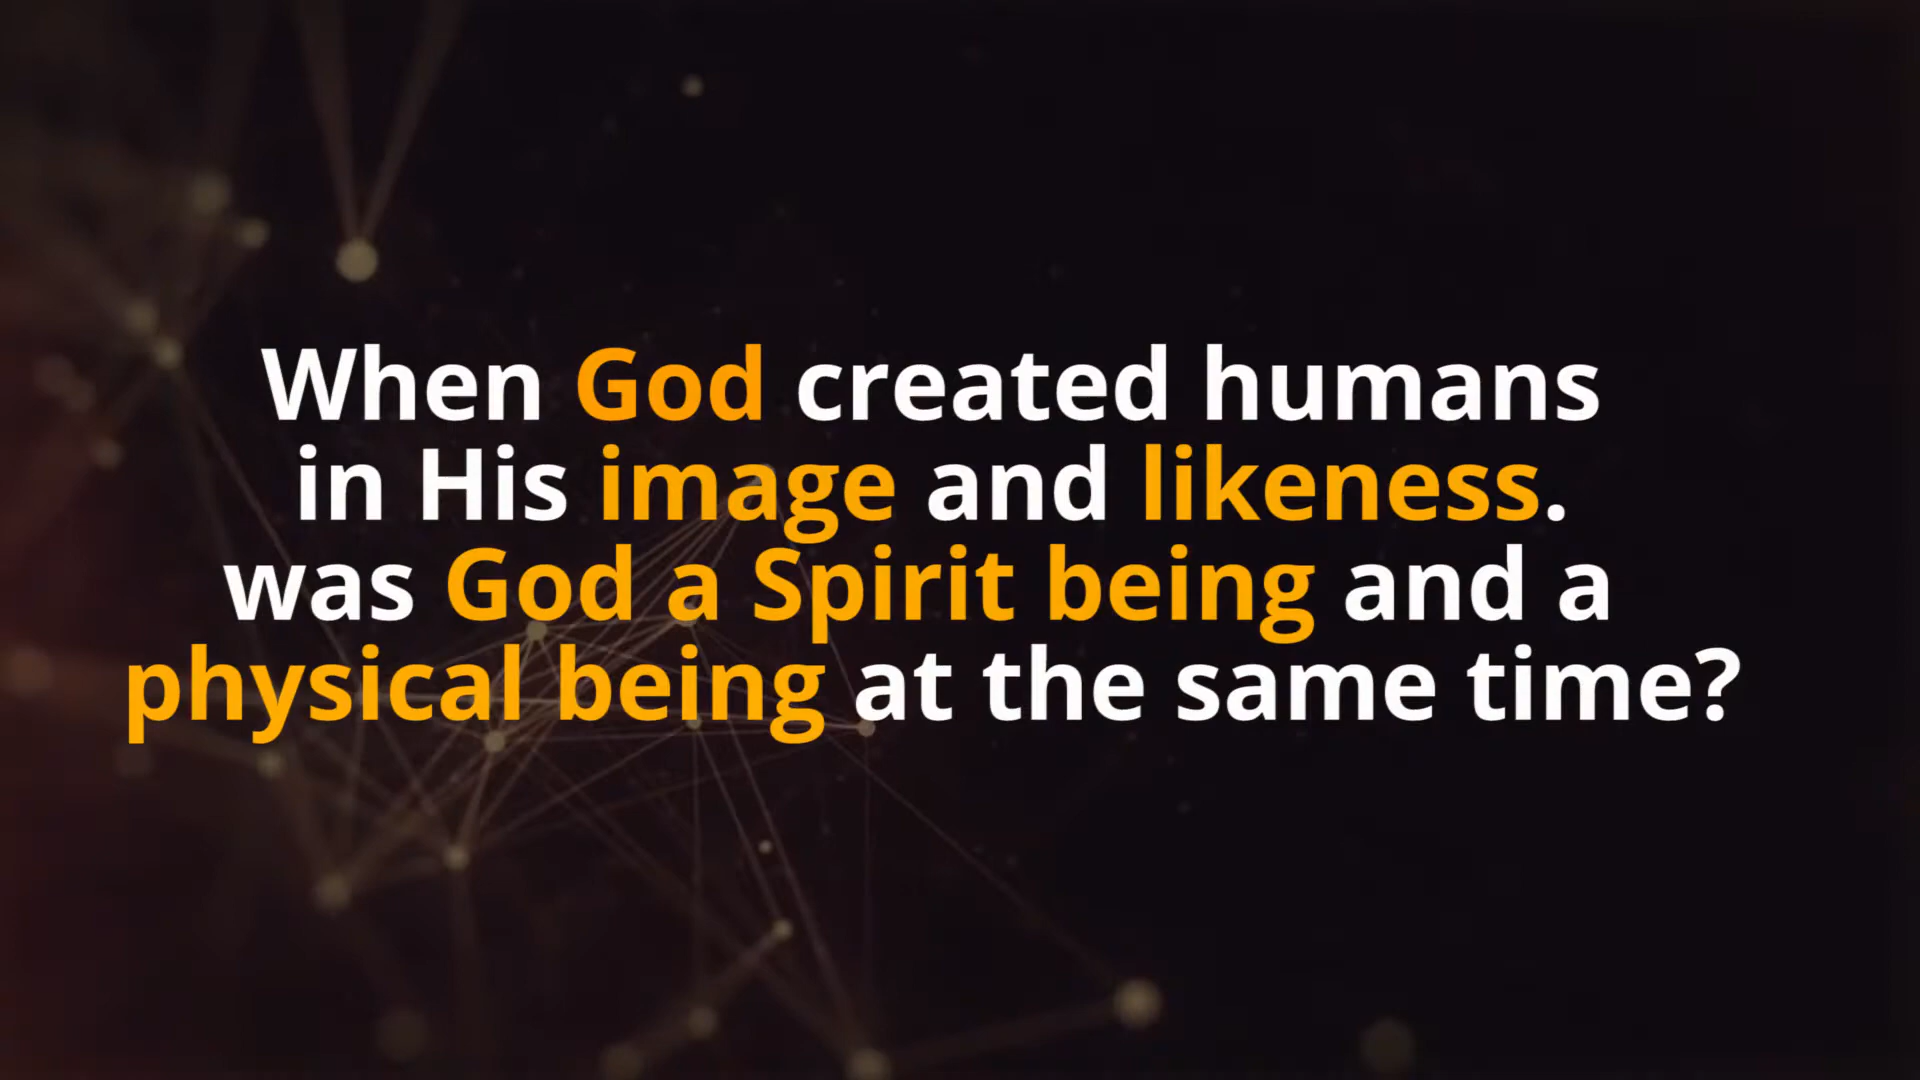 When God created humans
in His image and likeness.
was God a Spirit being and a
physical being at the same time?